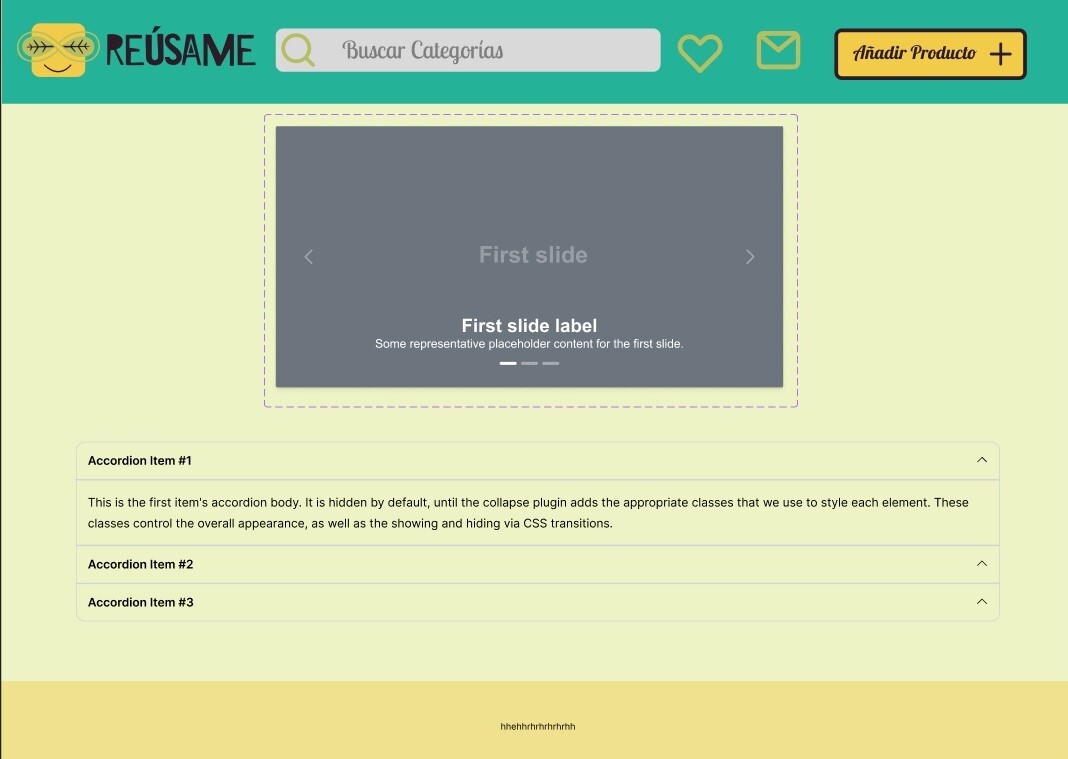 REÚSAME
Buscar Categorías
Añadir Producto
First slide
First slide label
Some representative placeholder content for the first slide.
Accordion Item #1
This is the first item's accordion body. It is hidden by default, until the collapse plugin adds the appropriate classes that we use to style each element. These
classes control the overall appearance, as well as the showing and hiding via CSS transitions.
Accordion Item #2
Accordion Item #3
hhehhrhrhrhrhrhh